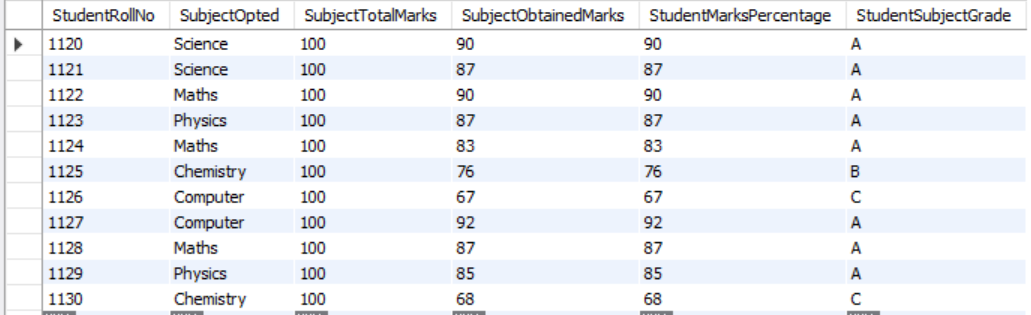 StudentRollNo SubjectOpted SubjectTotalMarks SubjectObtainedMarks StudentMarksPercentage StudentSubjectGrade
1120 Science 100 90 90 A
1121 Science 100 87 87 A
1122 Maths 100 90 90 A
1123 Physics 100 87 87 A
1124 Maths 100 83 83 A
1125 Chemistry 100 76 76 B
1126 Computer 100 67 67 C
1127 Computer 100 92 92 A
1128 Maths 100 87 87 A
1129 Physics 100 85 85 A
1130 Chemistry 100 68 68 C